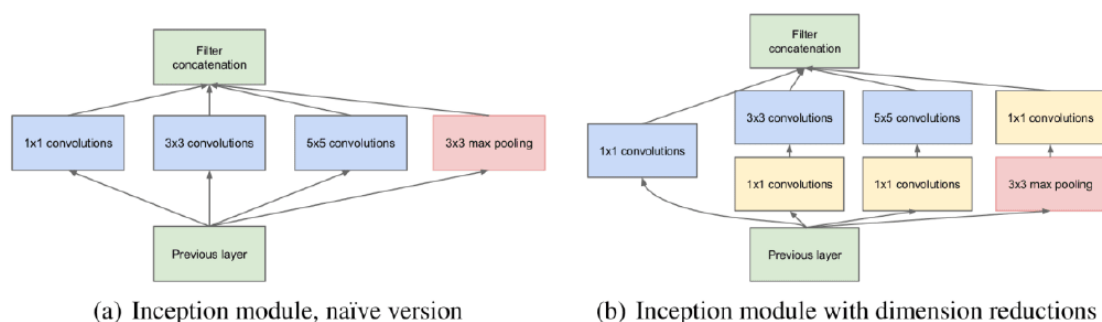 Filter
concatenation
1x1 convolutions
3x3 convolutions
5x5 convolutions
3x3 max pooling
Previous layer
(a) Inception module, naïve version
Filter
concatenation
3x3 convolutions
5x5 convolutions
1x1 convolutions
1x1 convolutions
1x1 convolutions
1x1 convolutions
3x3 max pooling
Previous layer
(b) Inception module with dimension reductions